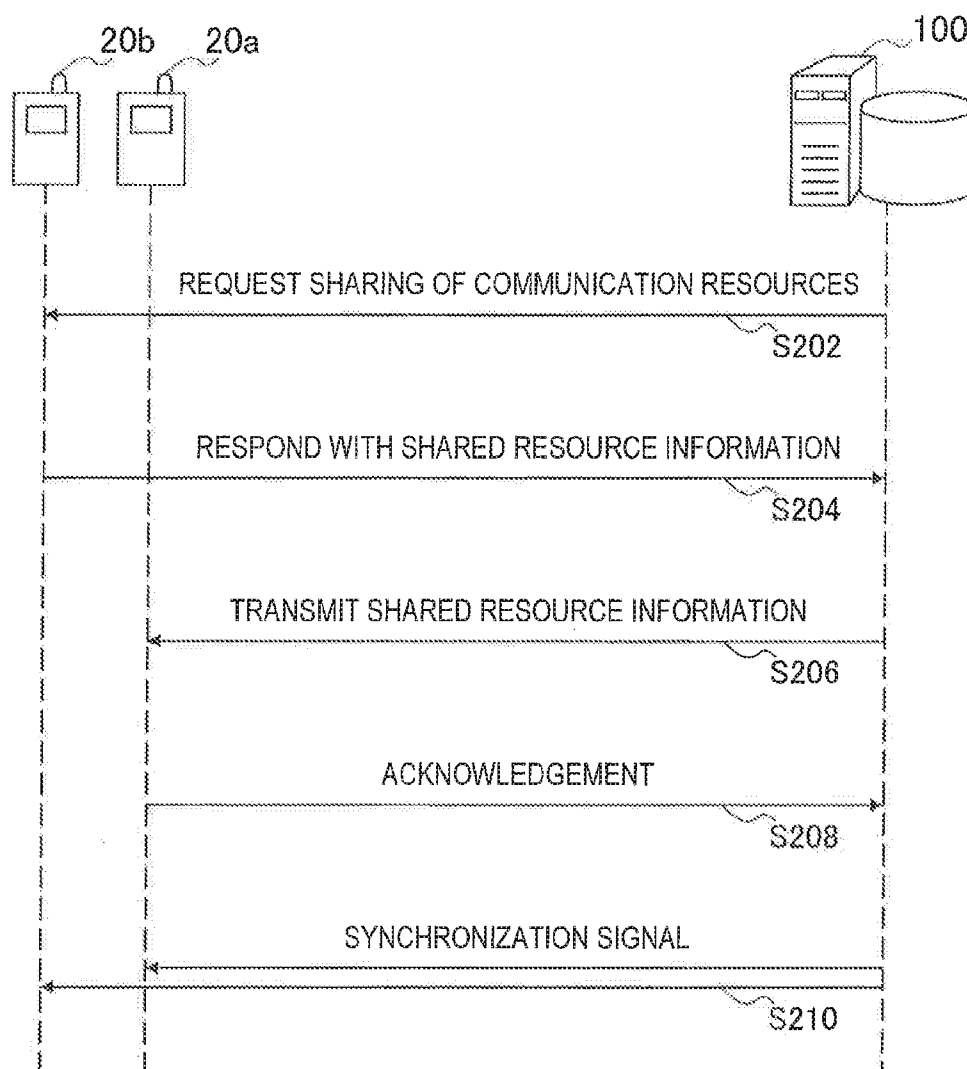 20b
20a
100
REQUEST SHARING OF COMMUNICATION RESOURCES
S202
RESPOND WITH SHARED RESOURCE INFORMATION
S204
TRANSMIT SHARED RESOURCE INFORMATION
S206
ACKNOWLEDGEMENT
S208
SYNCHRONIZATION SIGNAL
S210